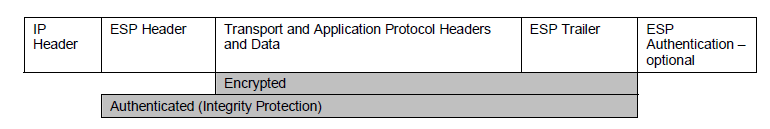 IP
Header
ESP Header
Transport and Application Protocol Headers
and Data
ESP Trailer
ESP
Authentication –
optional
Encrypted
Authenticated (Integrity Protection)